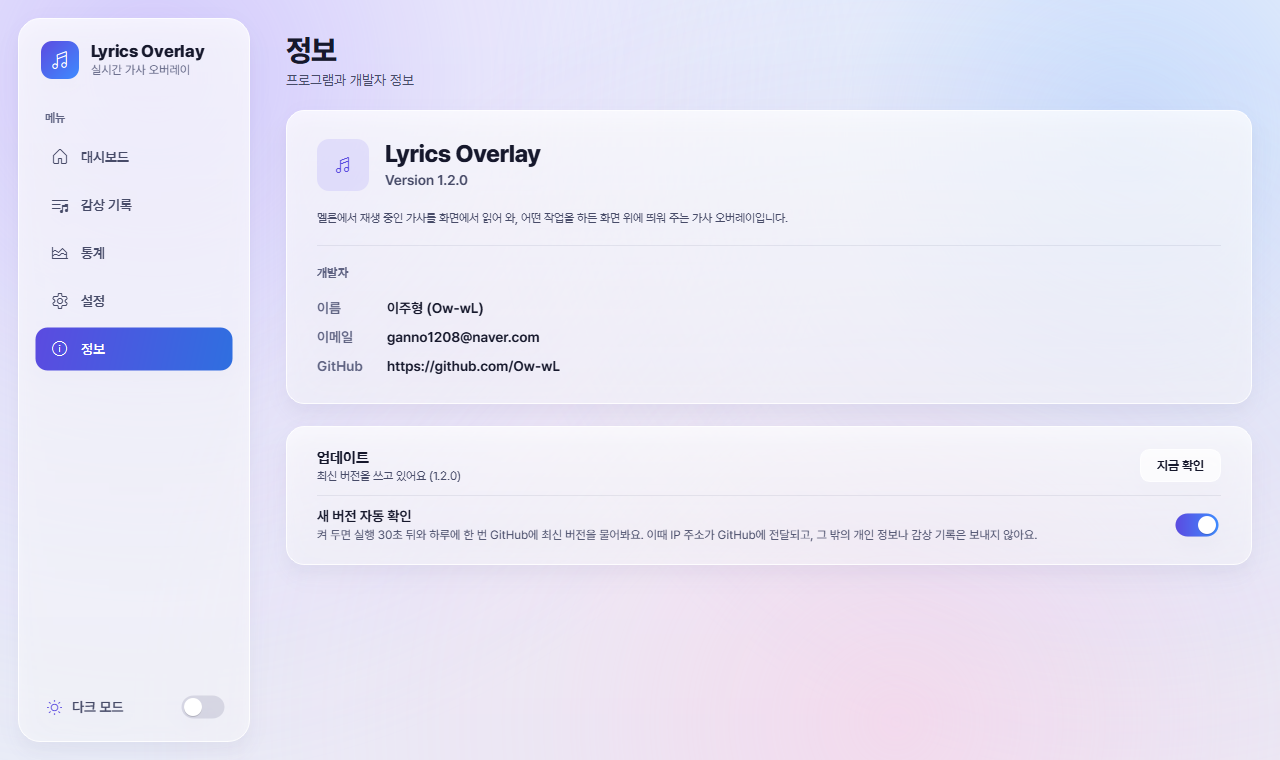 Lyrics Overlay
실시간 가사 오버레이
메뉴
대시보드
감상 기록
통계
설정
정보
다크 모드
정보
프로그램과 개발자 정보
Lyrics Overlay
Version 1.2.0
멜론에서 재생 중인 가사를 화면에서 읽어 와, 어떤 작업을 하든 화면 위에 띄워 주는 가사 오버레이입니다.
개발자
이름 이주형 (Ow-wL)
이메일 ganno1208@naver.com
GitHub https://github.com/Ow-wL
업데이트
최신 버전을 쓰고 있어요 (1.2.0)
지금 확인
새 버전 자동 확인
켜 두면 실행 30초 뒤와 하루에 한 번 GitHub에 최신 버전을 물어봐요. 이때 IP 주소가 GitHub에 전달되고, 그 밖의 개인 정보나 감상 기록은 보내지 않아요.